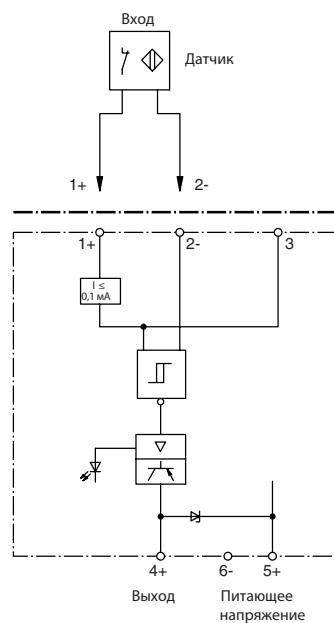 Вход
Датчик
1+ 2-
1+ 2- 3
I ≤
0,1 мА
4+ 6- 5+
Выход Питающее
напряжение